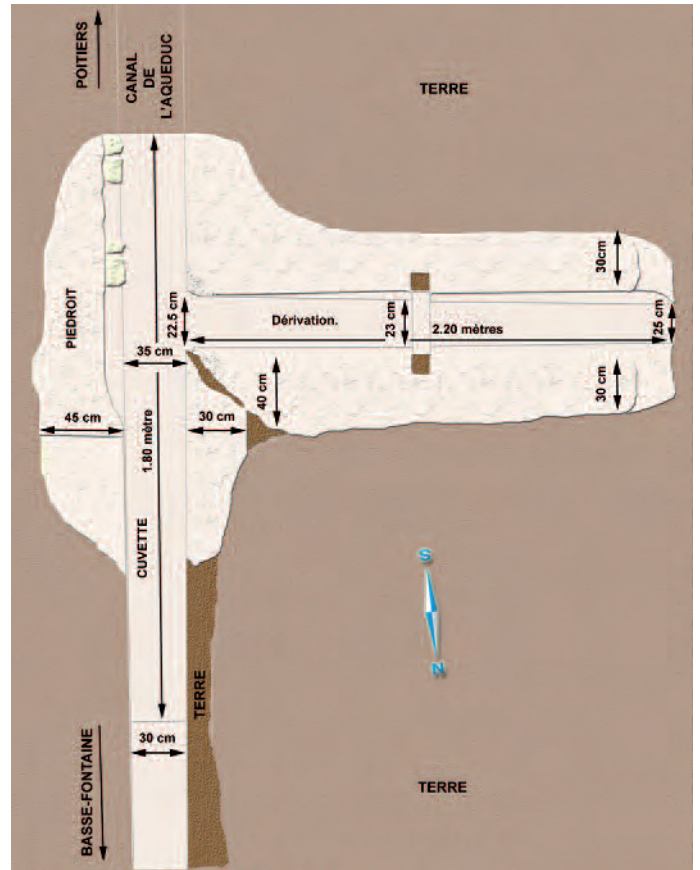 POITIERS
CANAL
DE
L'AQUEDUC
TERRE
PIEDROIT
30cm
22.5 cm
Dérivation.
23 cm
2.20 mètres
25 cm
35 cm
40 cm
30 cm
45 cm
30 cm
1.80 mètre
CUVETTE
S
N
TERRE
30 cm
BASSE-FONTAINE
TERRE